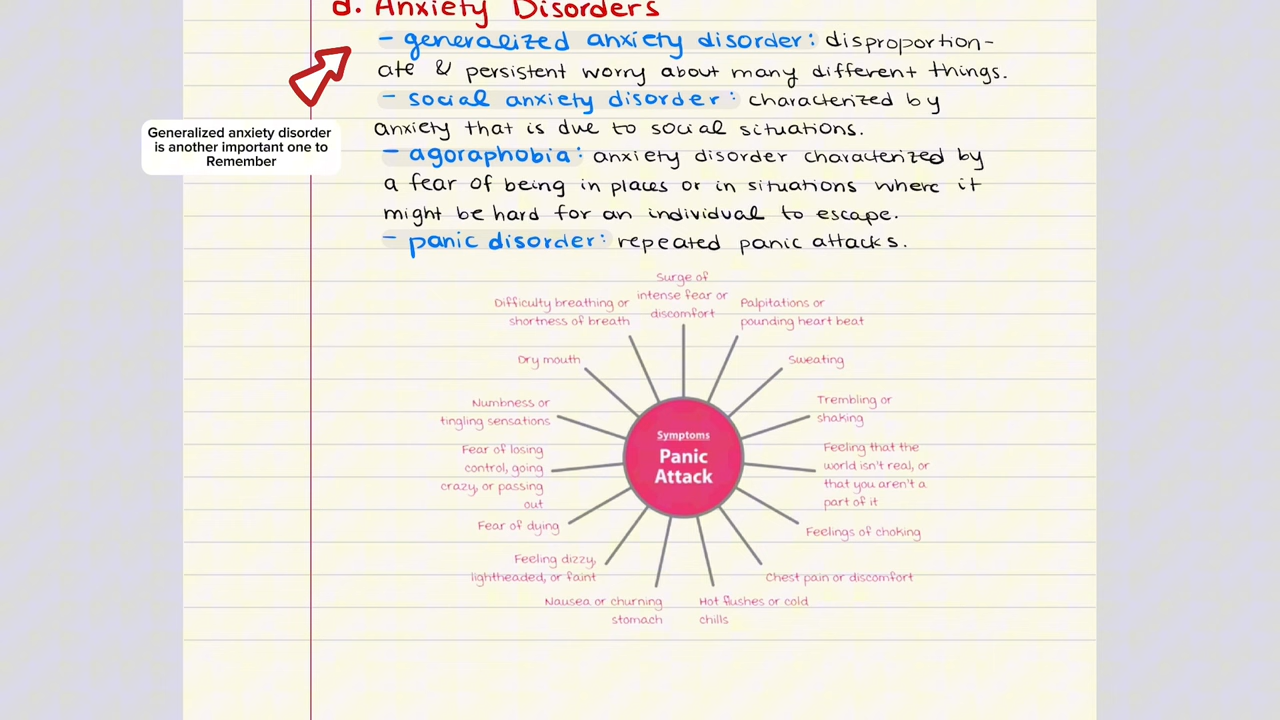 d. Anxiety Disorders
- generalized anxiety disorder: disproportion-
ate & persistent worry about many different things.
- social anxiety disorder: characterized by
anxiety that is due to social situations.
- agoraphobia: anxiety disorder characterized by
a fear of being in places or in situations where it
might be hard for an individual to escape.
- panic disorder: repeated panic attacks.
Generalized anxiety disorder
is another important one to
Remember
Surge of
intense fear or
discomfort
Palpitations or
pounding heart beat
Sweating
Trembling or
shaking
Feeling that the
world isn't real, or
that you aren't a
part of it
Feelings of choking
Chest pain or discomfort
Hot flushes or cold
chills
Nausea or churning
stomach
Feeling dizzy,
lightheaded, or faint
Fear of dying
Fear of losing
control, going
crazy, or passing
out
Numbness or
tingling sensations
Dry mouth
Difficulty breathing or
shortness of breath
Symptoms
Panic
Attack